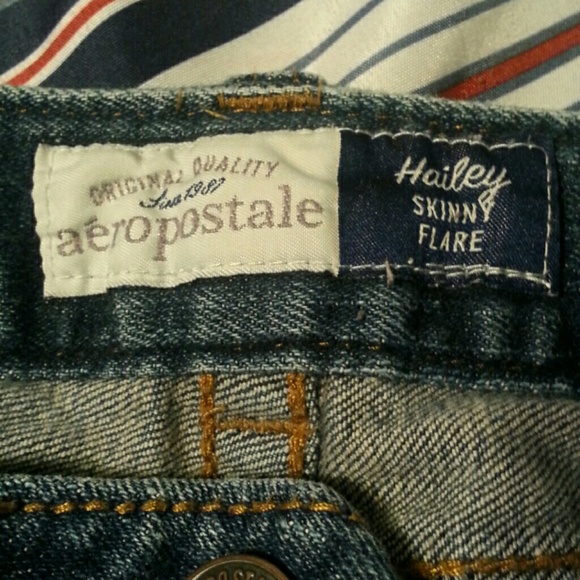 ORIGINAL QUALITY
Since 1987
aéropostale
Hailey
SKINNY
FLARE